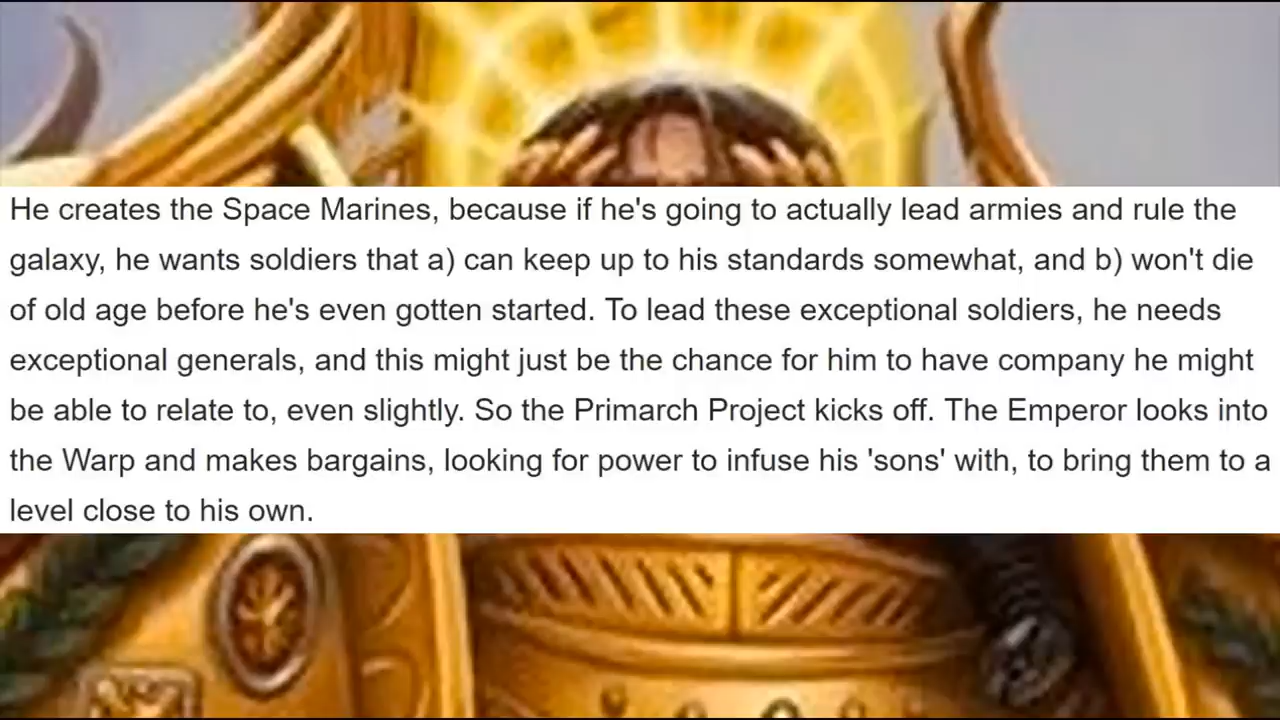 He creates the Space Marines, because if he's going to actually lead armies and rule the
galaxy, he wants soldiers that a) can keep up to his standards somewhat, and b) won't die
of old age before he's even gotten started. To lead these exceptional soldiers, he needs
exceptional generals, and this might just be the chance for him to have company he might
be able to relate to, even slightly. So the Primarch Project kicks off. The Emperor looks into
the Warp and makes bargains, looking for power to infuse his 'sons' with, to bring them to a
level close to his own.